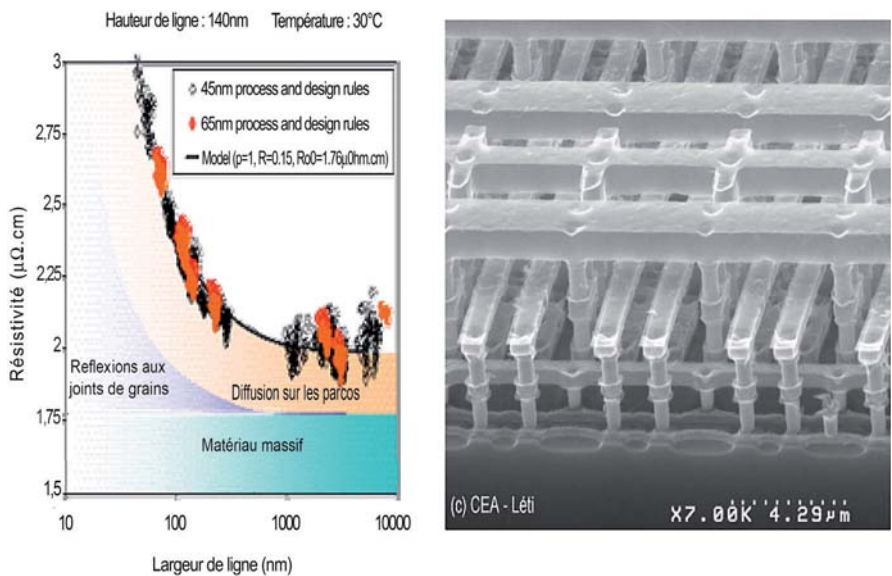 Hauteur de ligne : 140nm Température : 30°C
Résistivité (µΩ.cm)
3
2,75
2,5
2,25
2
1,75
1,5
45nm process and design rules
65nm process and design rules
Model (p=1, R=0.15, Ro0=1.76µ0hm.cm)
Reflexions aux
joints de grains
Diffusion sur les parcos
Matériau massif
10 100 1000 10000
Largeur de ligne (nm)
(c) CEA - Léti
X7.00K 4.29µm